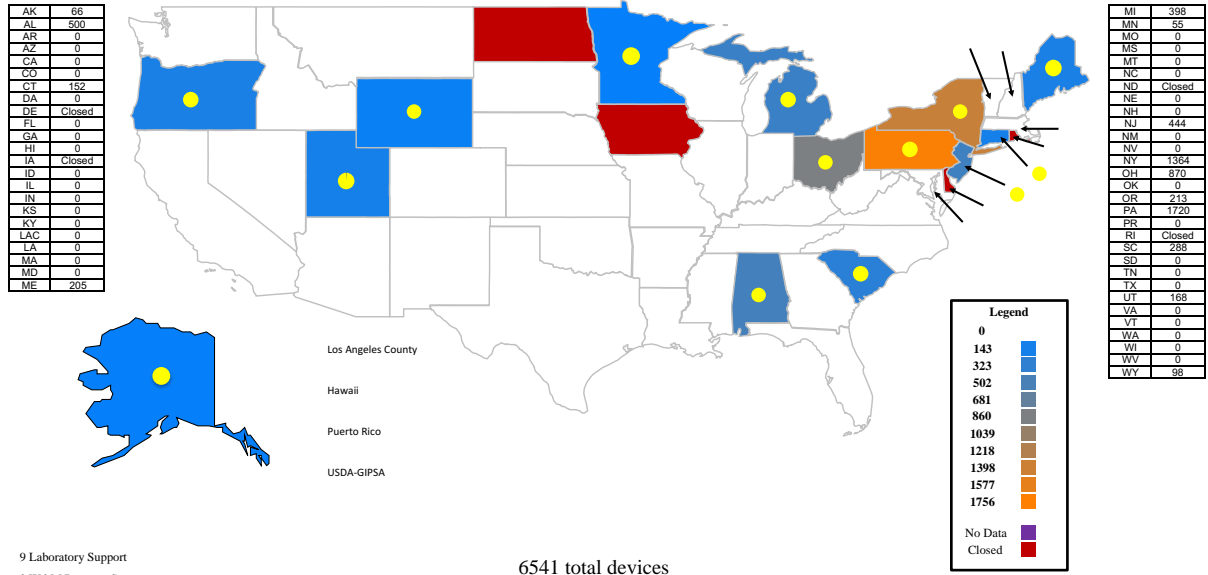 AK 66
AL 500
AR 0
AZ 0
CA 0
CO 0
CT 152
DA 0
DE Closed
FL 0
GA 0
HI 0
IA Closed
ID 0
IL 0
IN 0
KS 0
KY 0
LAC 0
LA 0
MA 0
MD 0
ME 205
MI 398
MN 55
MO 0
MS 0
MT 0
NC 0
ND Closed
NE 0
NH 0
NJ 444
NM 0
NV 0
NY 1364
OH 870
OK 0
OR 213
PA 1720
PR 0
RI Closed
SC 288
SD 0
TN 0
TX 0
UT 168
VA 0
VT 0
WA 0
WI 0
WV 0
WY 98
Los Angeles County
Hawaii
Puerto Rico
USDA-GIPSA
Legend
0
143
323
502
681
860
1039
1218
1398
1577
1756
No Data
Closed
9 Laboratory Support
6541 total devices